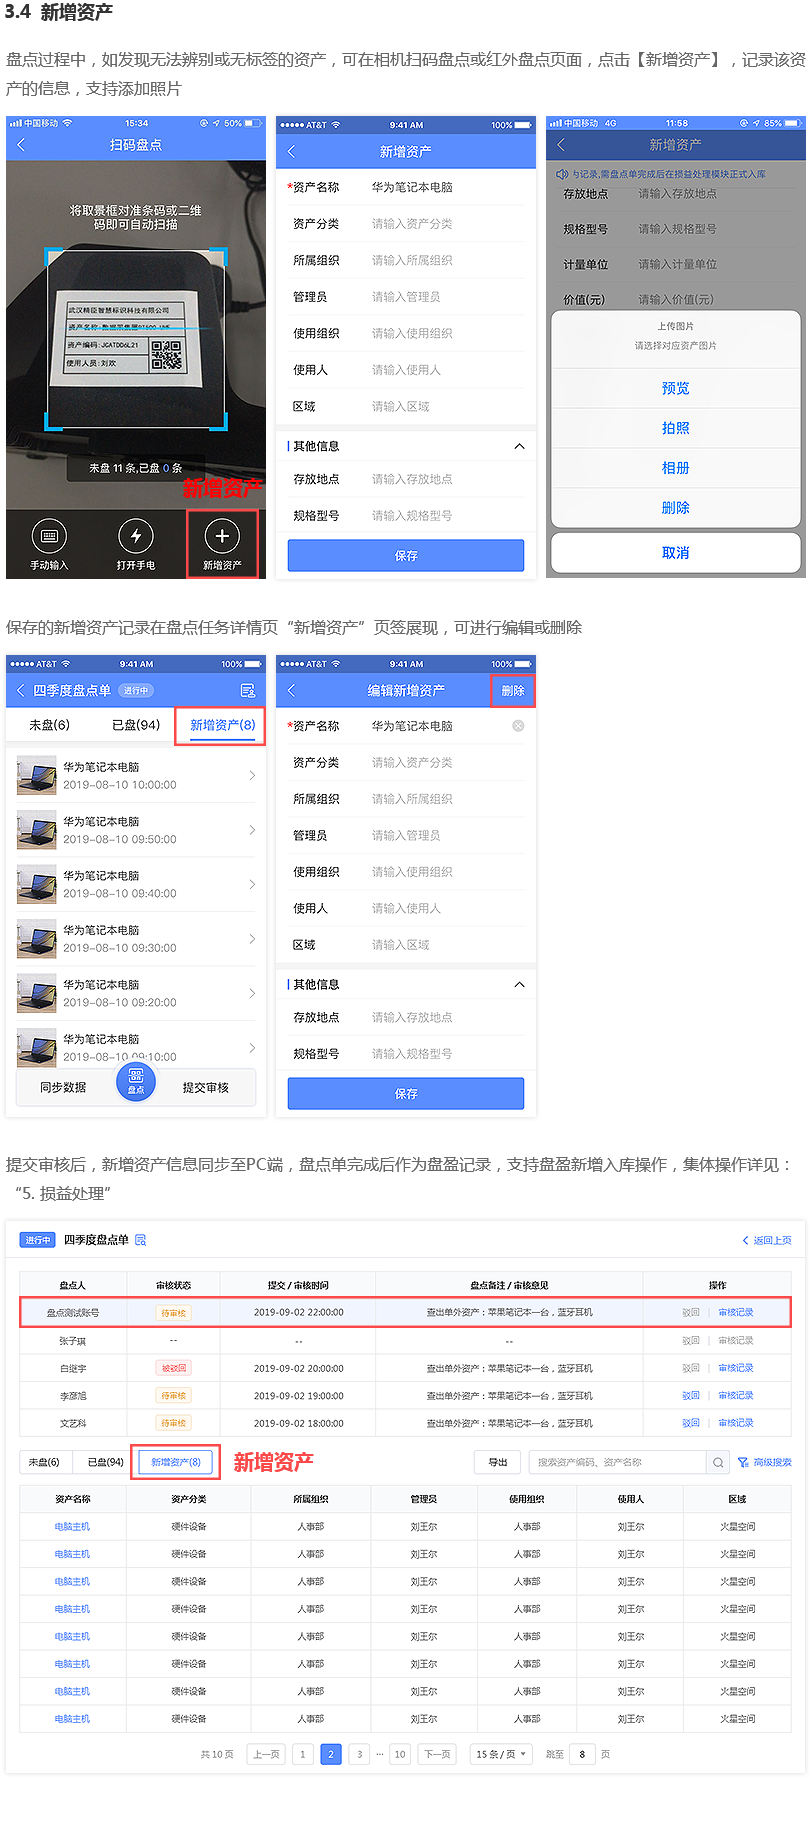 3.4 新增资产
盘点过程中，如发现无法辨别或无标签的资产，可在相机扫码盘点或红外盘点页面，点击【新增资产】，记录该资
产的信息，支持添加照片
中国移动 15:34 50%
扫码盘点
将取景框对准条码或二维
码即可自动扫描
武汉精臣智慧标识科技有限公司
资产编码：JCATDD6L21
使用人员：刘欢
未盘 11 条,已盘 0 条
新增资产
手动输入 打开手电 新增资产
AT&T 9:41 AM 100%
新增资产
*资产名称 华为笔记本电脑
资产分类 请输入资产分类
所属组织 请输入所属组织
管理员 请输入管理员
使用组织 请输入使用组织
使用人 请输入使用人
区域 请输入区域
其他信息
存放地点 请输入存放地点
规格型号 请输入规格型号
保存
中国移动 4G 11:58 85%
新增资产
与记录,需盘点单完成后在损益处理模块正式入库
存放地点 请输入存放地点
规格型号 请输入规格型号
计量单位 请输入计量单位
价值(元) 请输入价值(元)
上传图片
请选择对应资产图片
预览
拍照
相册
删除
取消
保存的新增资产记录在盘点任务详情页“新增资产”页签展现，可进行编辑或删除
AT&T 9:41 AM 100%
四季度盘点单 进行中
未盘(6) 已盘(94) 新增资产(8)
华为笔记本电脑
2019-08-10 10:00:00
华为笔记本电脑
2019-08-10 09:50:00
华为笔记本电脑
2019-08-10 09:40:00
华为笔记本电脑
2019-08-10 09:30:00
华为笔记本电脑
2019-08-10 09:20:00
华为笔记本电脑
2019-08-10 09:10:00
同步数据 盘点 提交审核
AT&T 9:41 AM 100%
编辑新增资产 删除
*资产名称 华为笔记本电脑
资产分类 请输入资产分类
所属组织 请输入所属组织
管理员 请输入管理员
使用组织 请输入使用组织
使用人 请输入使用人
区域 请输入区域
其他信息
存放地点 请输入存放地点
规格型号 请输入规格型号
保存
提交审核后，新增资产信息同步至PC端，盘点单完成后作为盘盈记录，支持盘盈新增入库操作，集体操作详见：
“5. 损益处理”
进行中 四季度盘点单 返回上页
盘点人 审核状态 提交 / 审核时间 盘点备注 / 审核意见 操作
盘点测试账号 待审核 2019-09-02 22:00:00 查出单外资产：苹果笔记本一台，蓝牙耳机 驳回 | 审核记录
张子琪 -- -- -- 驳回 | 审核记录
白继宇 被驳回 2019-09-02 20:00:00 查出单外资产：苹果笔记本一台，蓝牙耳机 驳回 | 审核记录
李彦旭 待审核 2019-09-02 19:00:00 查出单外资产：苹果笔记本一台，蓝牙耳机 驳回 | 审核记录
文艺科 待审核 2019-09-02 18:00:00 查出单外资产：苹果笔记本一台，蓝牙耳机 驳回 | 审核记录
未盘(6) 已盘(94) 新增资产(8) 新增资产 导出 搜索资产编码、资产名称 高级搜索
资产名称 资产分类 所属组织 管理员 使用组织 使用人 区域
电脑主机 硬件设备 人事部 刘王尔 人事部 刘王尔 火星空间
电脑主机 硬件设备 人事部 刘王尔 人事部 刘王尔 火星空间
电脑主机 硬件设备 人事部 刘王尔 人事部 刘王尔 火星空间
电脑主机 硬件设备 人事部 刘王尔 人事部 刘王尔 火星空间
电脑主机 硬件设备 人事部 刘王尔 人事部 刘王尔 火星空间
电脑主机 硬件设备 人事部 刘王尔 人事部 刘王尔 火星空间
电脑主机 硬件设备 人事部 刘王尔 人事部 刘王尔 火星空间
电脑主机 硬件设备 人事部 刘王尔 人事部 刘王尔 火星空间
共 10 页 上一页 1 2 3 ··· 10 下一页 15 条 / 页 跳至 8 页